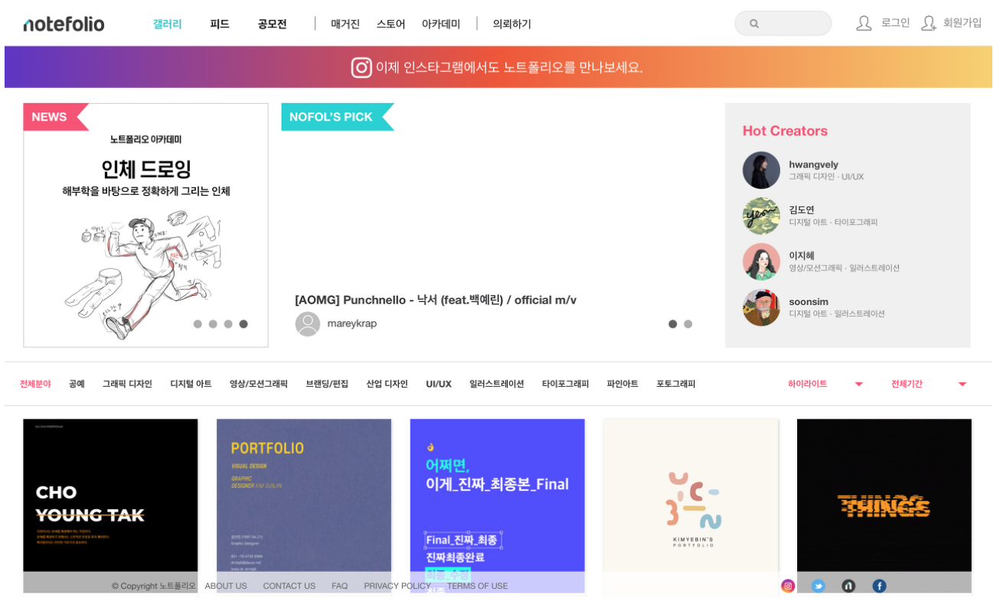 notefolio 갤러리 피드 공모전 매거진 스토어 아카데미 의뢰하기 로그인 회원가입
이제 인스타그램에서도 노트폴리오를 만나보세요.
NEWS
노트폴리오 아카데미
인체 드로잉
해부학을 바탕으로 정확하게 그리는 인체
NOFOL'S PICK
[AOMG] Punchnello - 낙서 (feat.백예린) / official m/v
mareykrap
Hot Creators
hwangvely
그래픽 디자인 · UI/UX
김도연
디지털 아트 · 타이포그래피
이지혜
영상/모션그래픽 · 일러스트레이션
soonsim
디지털 아트 · 일러스트레이션
전체분야 공예 그래픽 디자인 디지털 아트 영상/모션그래픽 브랜딩/편집 산업 디자인 UI/UX 일러스트레이션 타이포그래피 파인아트 포토그래피 하이라이트 전체기간
CHO
YOUNG TAK
PORTFOLIO
VISUAL DESIGN
GRAPHIC
DESIGNER KIM SUNJIN
Graphic Designer
어쩌면,
이게_진짜_최종본_Final
Final_진짜_최종
진짜최종완료
최종_수정
최종
KIMYEBIN'S
PORTFOLIO
THINGS
© Copyright 노트폴리오 ABOUT US CONTACT US FAQ PRIVACY POLICY TERMS OF USE